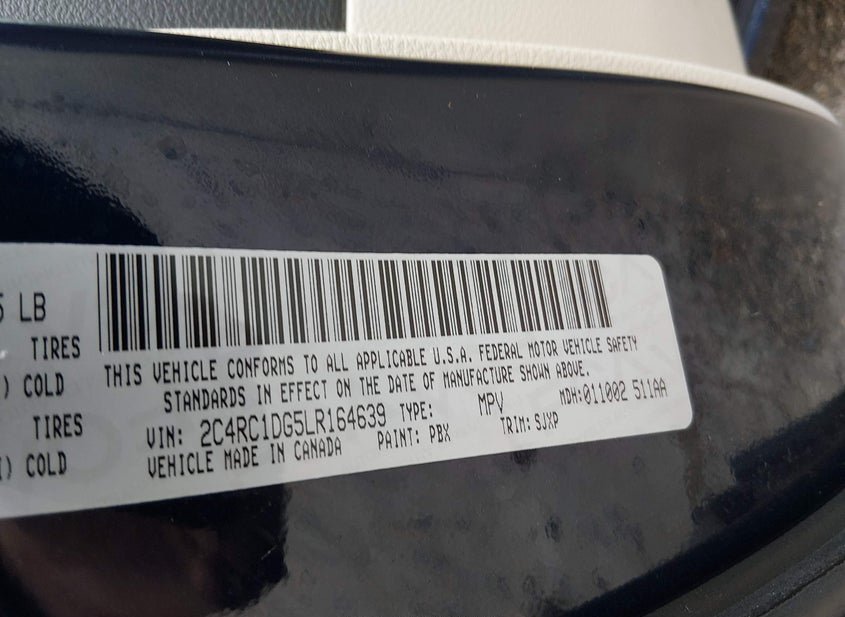 5 LB
TIRES
) COLD
TIRES
) COLD
THIS VEHICLE CONFORMS TO ALL APPLICABLE U.S.A. FEDERAL MOTOR VEHICLE SAFETY
STANDARDS IN EFFECT ON THE DATE OF MANUFACTURE SHOWN ABOVE.
VIN: 2C4RC1DG5LR164639 TYPE: MPV MDH:011002 511AA
VEHICLE MADE IN CANADA PAINT: PBX TRIM: SJXP